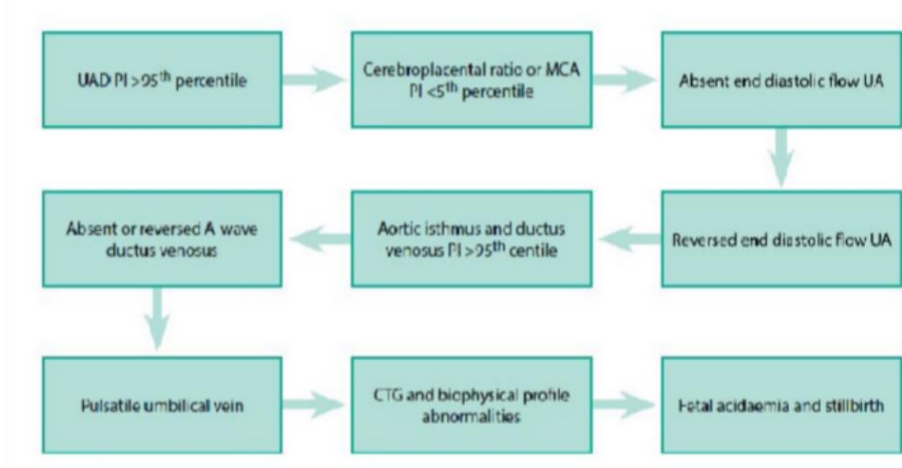 UAD PI >95th percentile
Cerebroplacental ratio or MCA
PI <5th percentile
Absent end diastolic flow UA
Reversed end diastolic flow UA
Aortic isthmus and ductus
venosus PI >95th centile
Absent or reversed A wave
ductus venosus
Pulsatile umbilical vein
CTG and biophysical profile
abnormalities
Fetal acidaemia and stillbirth